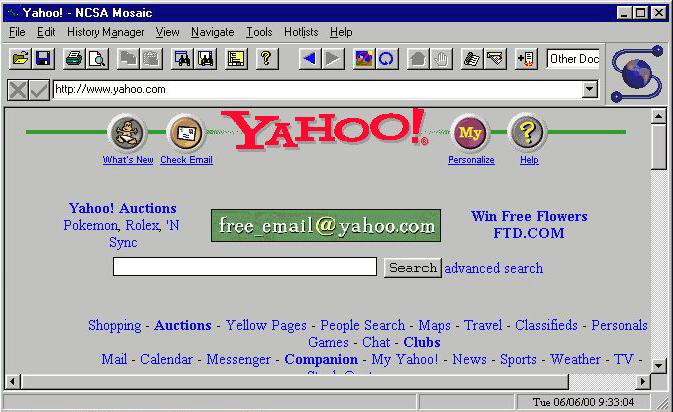 Yahoo! - NCSA Mosaic
File Edit History Manager View Navigate Tools Hotlists Help
Other Doc
http://www.yahoo.com
YAHOO!
My
?
What's New Check Email Personalize Help
Yahoo! Auctions
Pokemon, Rolex, 'N
Sync
free_email@yahoo.com
Win Free Flowers
FTD.COM
Search advanced search
Shopping - Auctions - Yellow Pages - People Search - Maps - Travel - Classifieds - Personals
Games - Chat - Clubs
Mail - Calendar - Messenger - Companion - My Yahoo! - News - Sports - Weather - TV -
Tue 06/06/00 9:33:04